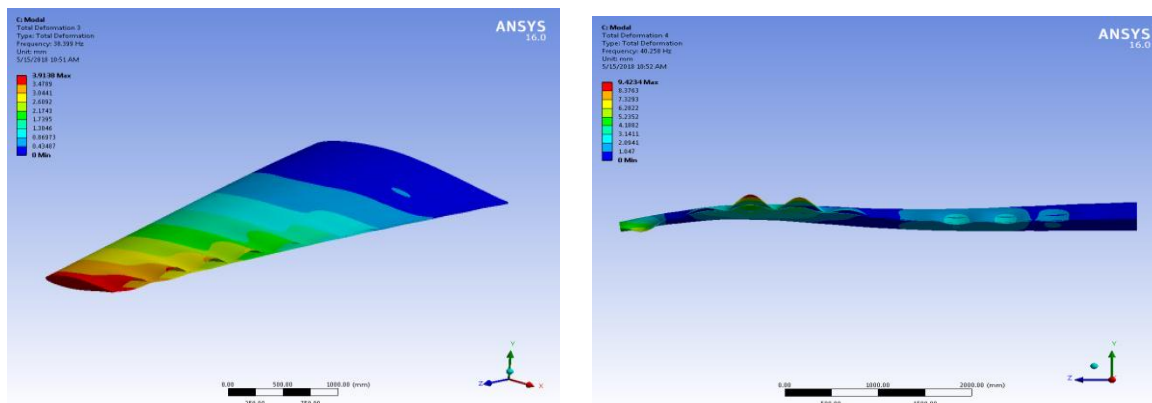 C: Modal
Total Deformation 3
Type: Total Deformation
Unit: mm
5/15/2018 10:51 AM
3.9138 Max
3.4789
3.0441
2.6092
2.1743
1.7395
1.3046
0.86973
0.43487
0 Min
ANSYS
16.0
Y
Z
X
0.00
500.00
1000.00 (mm)
250.00
750.00
C: Modal
Total Deformation 4
Type: Total Deformation
Frequency: 40.258 Hz
Unit: mm
5/15/2018 10:52 AM
9.4234 Max
8.3763
7.3293
6.2822
5.2352
4.1882
3.1411
2.0941
1.047
0 Min
ANSYS
16.0
Y
Z
0.00
1000.00
2000.00 (mm)